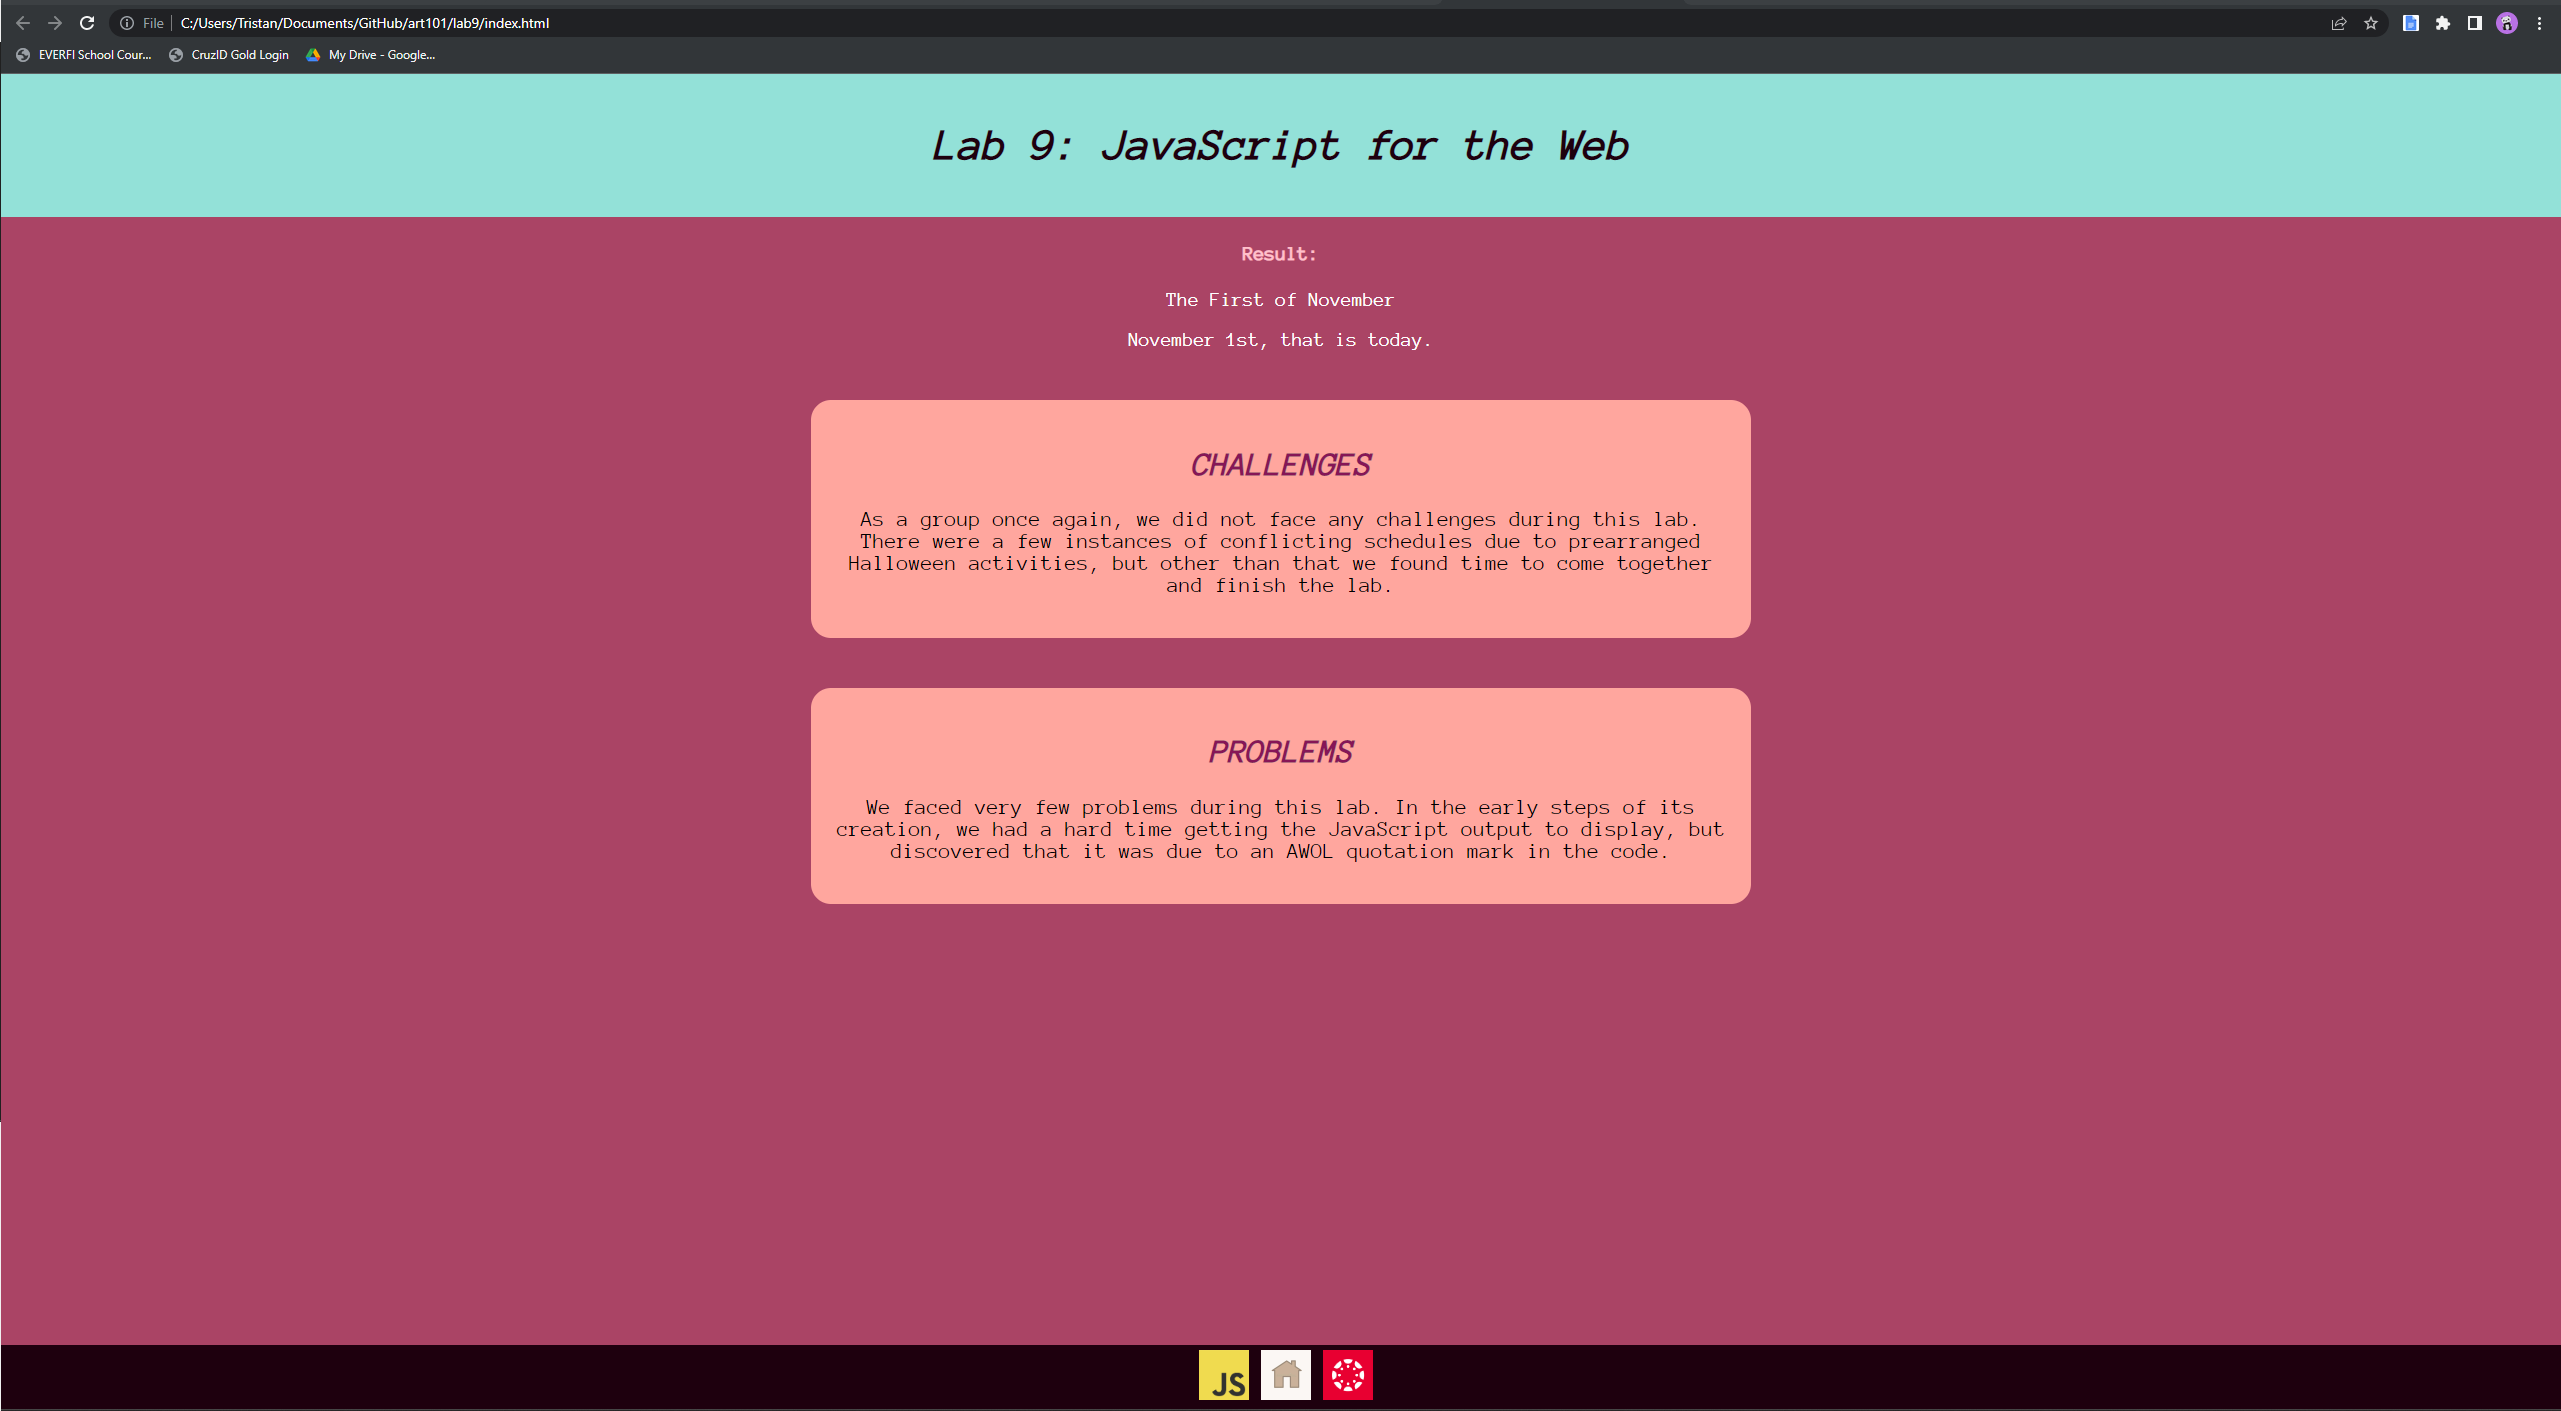 File C:/Users/Tristan/Documents/GitHub/art101/lab9/index.html
EVERFI School Cour... CruzID Gold Login My Drive - Google...
Lab 9: JavaScript for the Web
Result:
The First of November
November 1st, that is today.
CHALLENGES
As a group once again, we did not face any challenges during this lab.
There were a few instances of conflicting schedules due to prearranged
Halloween activities, but other than that we found time to come together
and finish the lab.
PROBLEMS
We faced very few problems during this lab. In the early steps of its
creation, we had a hard time getting the JavaScript output to display, but
discovered that it was due to an AWOL quotation mark in the code.
JS